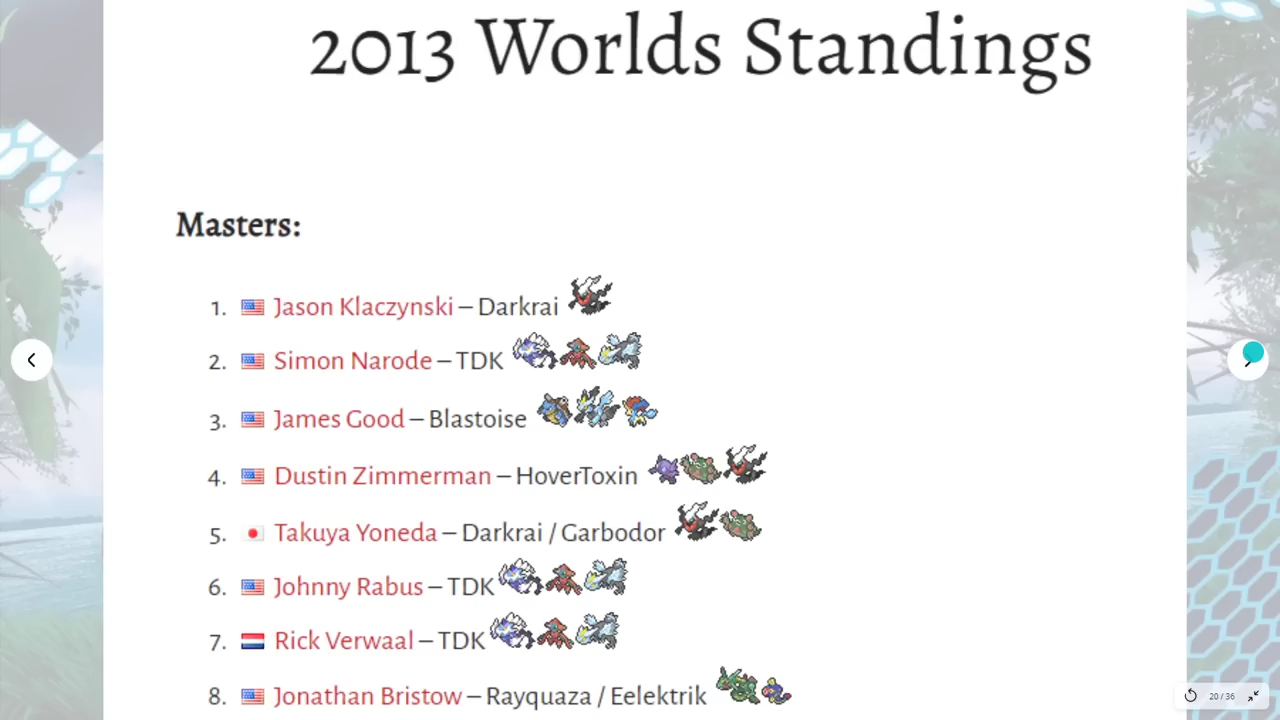 2013 Worlds Standings
Masters:
1. Jason Klaczynski – Darkrai
2. Simon Narode – TDK
3. James Good – Blastoise
4. Dustin Zimmerman – HoverToxin
5. Takuya Yoneda – Darkrai / Garbodor
6. Johnny Rabus – TDK
7. Rick Verwaal – TDK
8. Jonathan Bristow – Rayquaza / Eelektrik
20 / 36